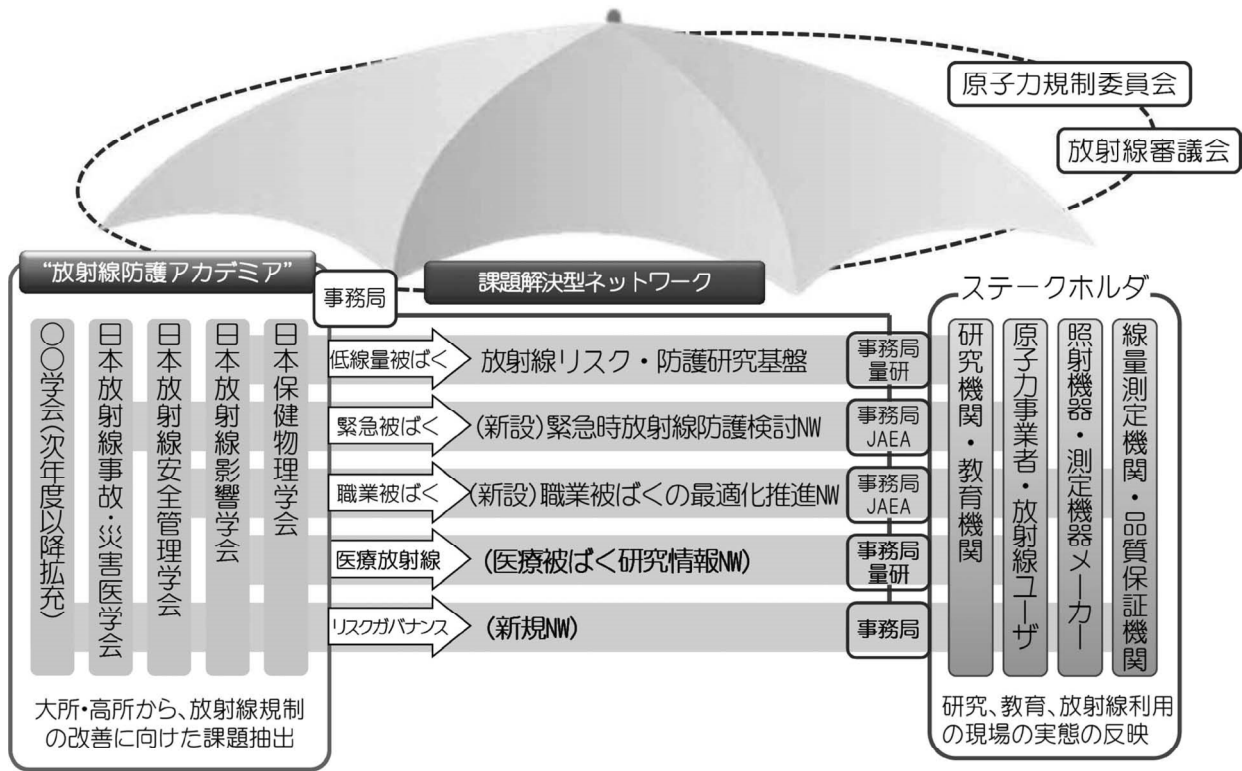 原子力規制委員会
放射線審議会
“放射線防護アカデミア”
事務局
課題解決型ネットワーク
ステークホルダ
〇〇学会(次年度以降拡充)
日本放射線事故・災害医学会
日本放射線安全管理学会
日本放射線影響学会
日本保健物理学会
低線量被ばく
放射線リスク・防護研究基盤
事務局
量研
緊急被ばく
(新設)緊急時放射線防護検討NW
事務局
JAEA
職業被ばく
(新設)職業被ばくの最適化推進NW
事務局
JAEA
医療放射線
(医療被ばく研究情報NW)
事務局
量研
リスクガバナンス
(新規NW)
事務局
研究機関・教育機関
原子力事業者・放射線ユーザ
照射機器・測定機器メーカー
線量測定機関・品質保証機関
大所・高所から、放射線規制
の改善に向けた課題抽出
研究、教育、放射線利用
の現場の実態の反映